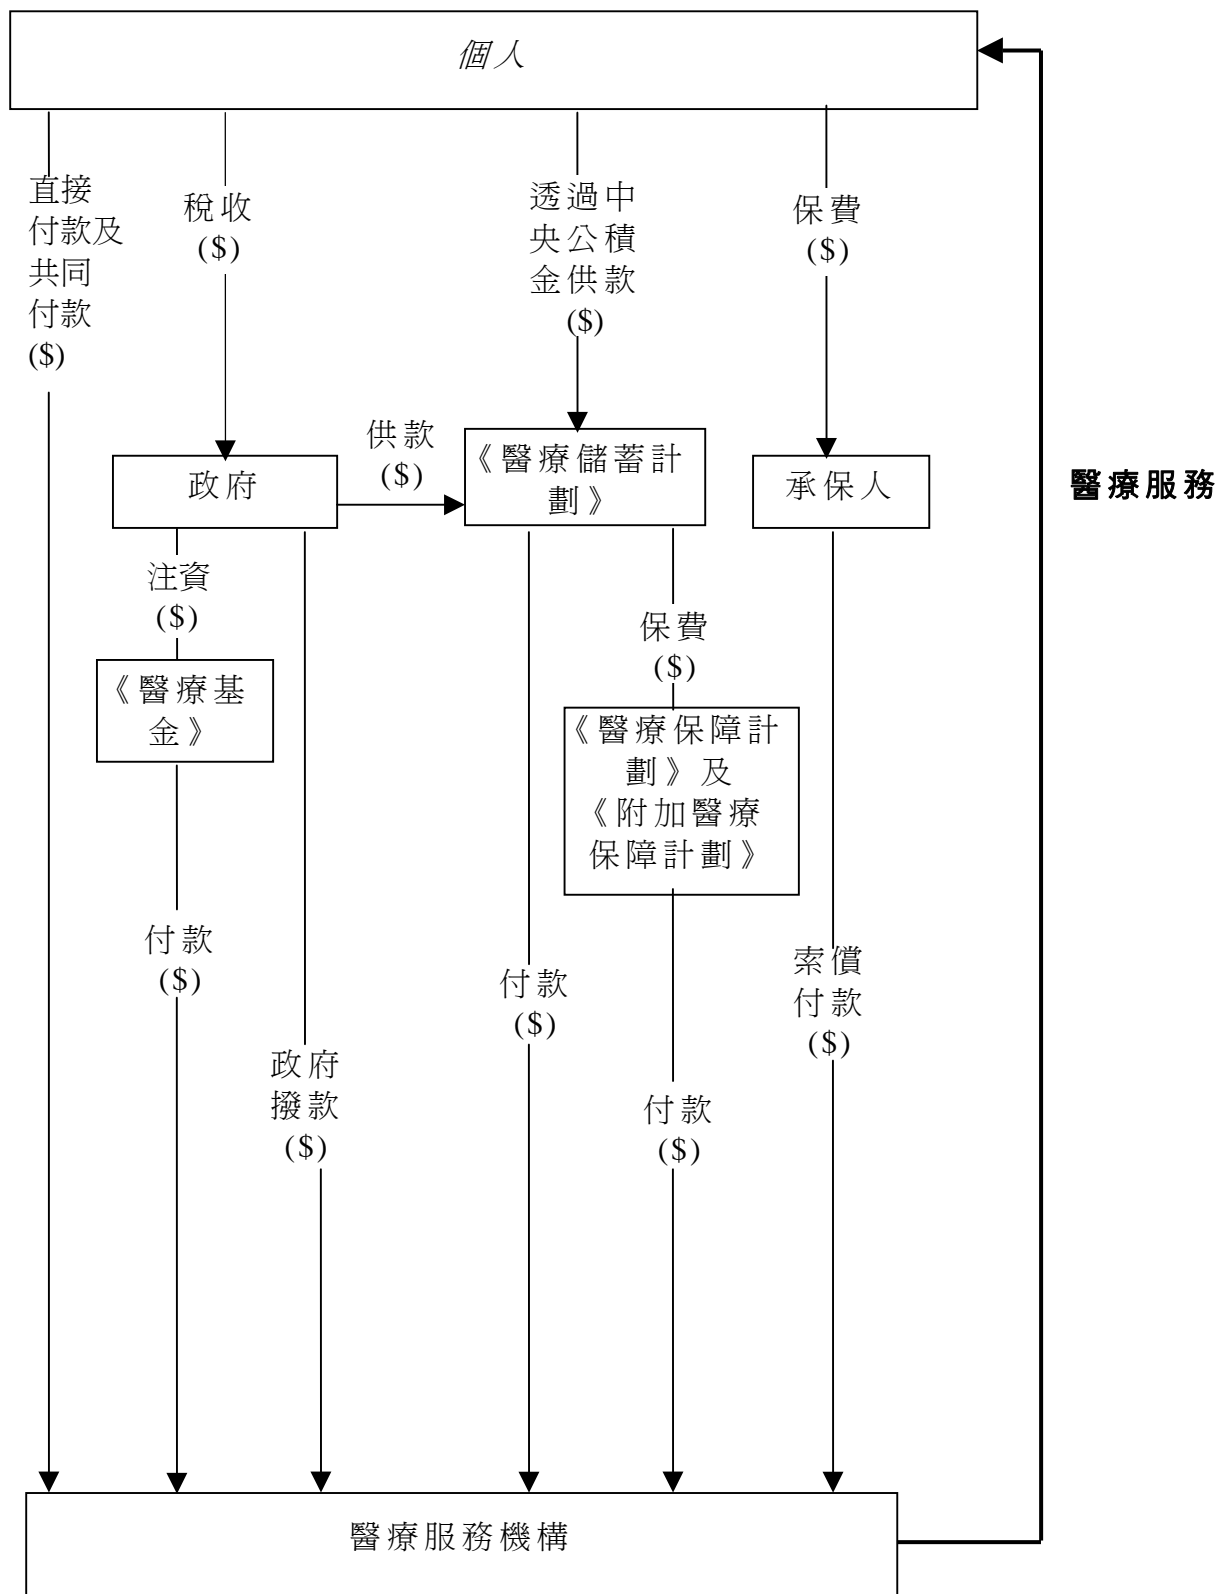 個人
直接
付款及
共同
付款
($)
稅收
($)
透過中
央公積
金供款
($)
保費
($)
供款
($)
政府
《醫療儲蓄計
劃》
承保人
醫療服務
注資
($)
保費
($)
《醫療基
金》
《醫療保障計
劃》及
《附加醫療
保障計劃》
付款
($)
政府
撥款
($)
付款
($)
付款
($)
索償
付款
($)
醫療服務機構